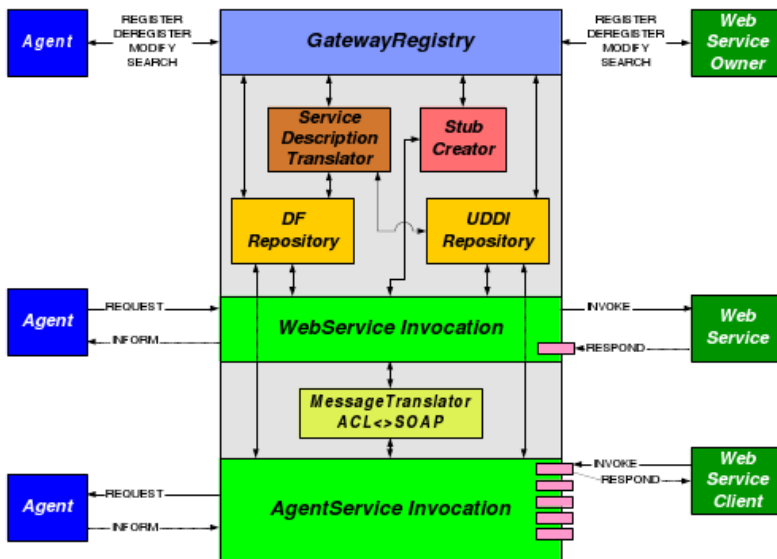 REGISTER
DEREGISTER
MODIFY
SEARCH
Agent
GatewayRegistry
REGISTER
DEREGISTER
MODIFY
SEARCH
Web
Service
Owner
Service
Description
Translator
Stub
Creator
DF
Repository
UDDI
Repository
Agent
REQUEST
INFORM
WebService Invocation
INVOKE
RESPOND
Web
Service
MessageTranslator
ACL<>SOAP
Agent
REQUEST
INFORM
AgentService Invocation
INVOKE
RESPOND
Web
Service
Client